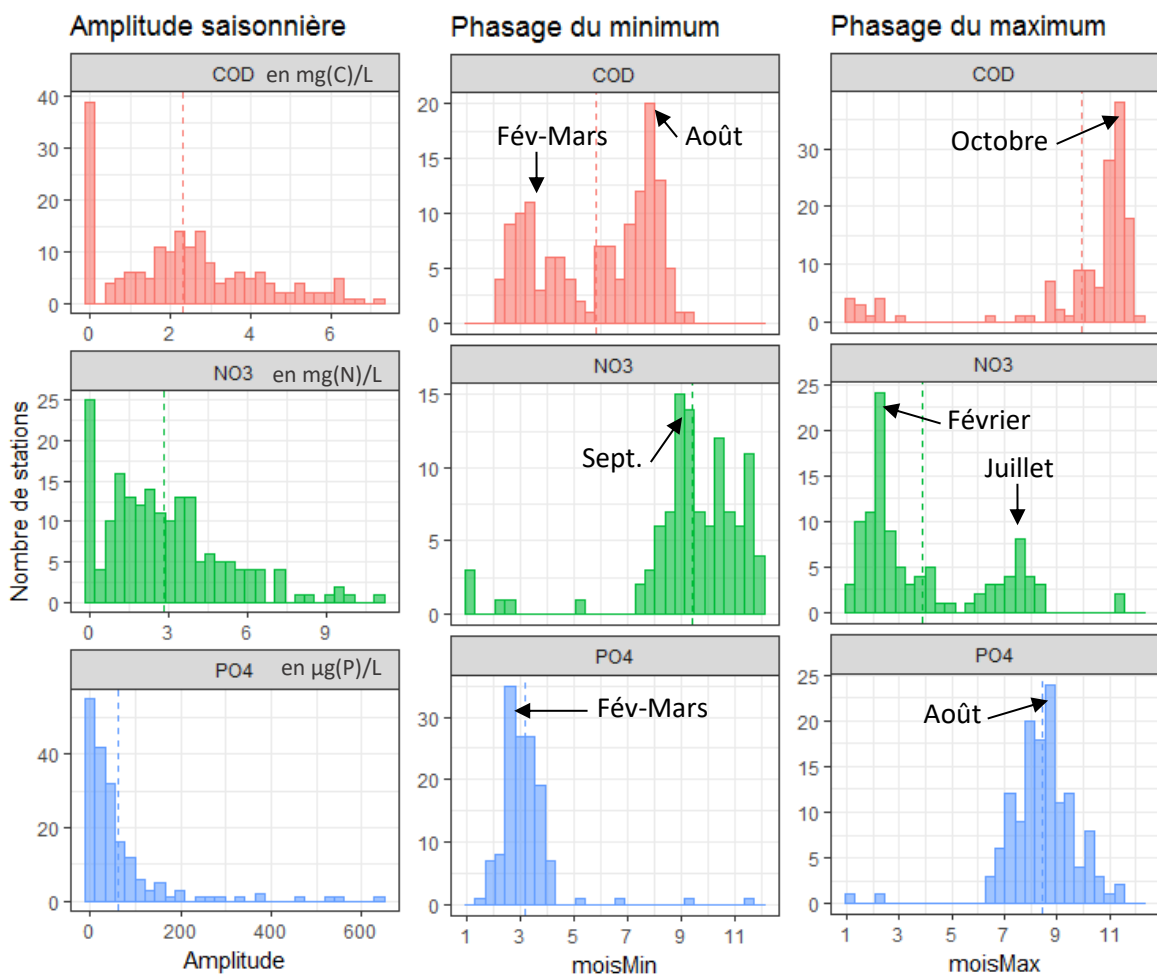 Amplitude saisonnière
Phasage du minimum
Phasage du maximum
COD en mg(C)/L
COD
COD
40
30
20
10
0
0 2 4 6
20
15
10
5
0
Fév-Mars
Août
30
20
10
0
Octobre
NO3 en mg(N)/L
NO3
NO3
Nombre de stations
25
20
15
10
5
0
0 3 6 9
15
10
5
0
Sept.
25
20
15
10
5
0
Février
Juillet
PO4 en µg(P)/L
PO4
PO4
40
20
0
0 200 400 600
Amplitude
30
20
10
0
Fév-Mars
1 3 5 7 9 11
moisMin
25
20
15
10
5
0
Août
1 3 5 7 9 11
moisMax